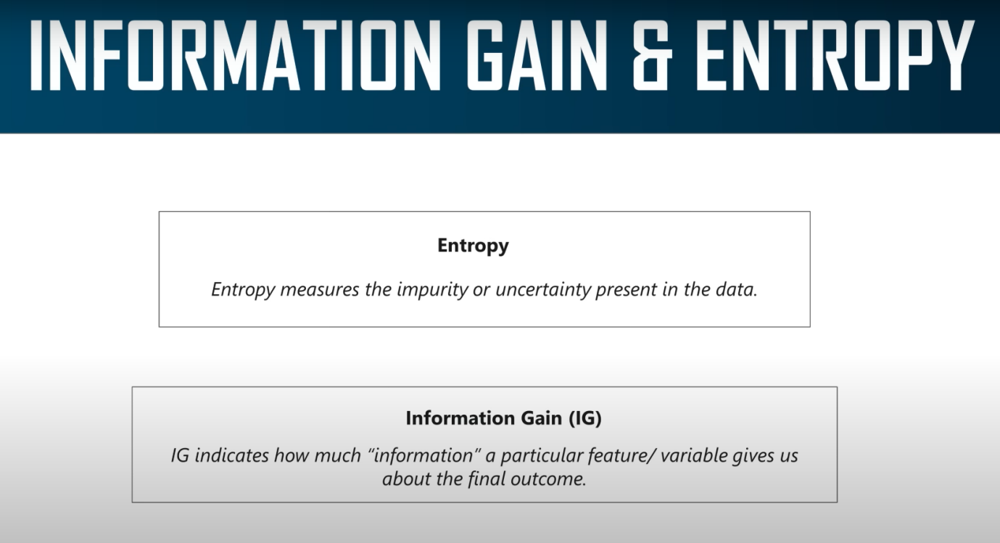 INFORMATION GAIN & ENTROPY
Entropy
Entropy measures the impurity or uncertainty present in the data.
Information Gain (IG)
IG indicates how much “information” a particular feature/ variable gives us
about the final outcome.